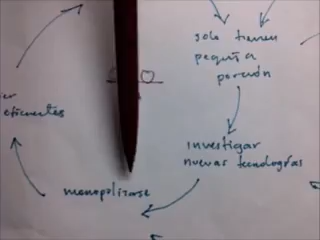 solo tienen
pequeña
porción
eficientes
investigar
nuevas tecnologías
monopolizarse